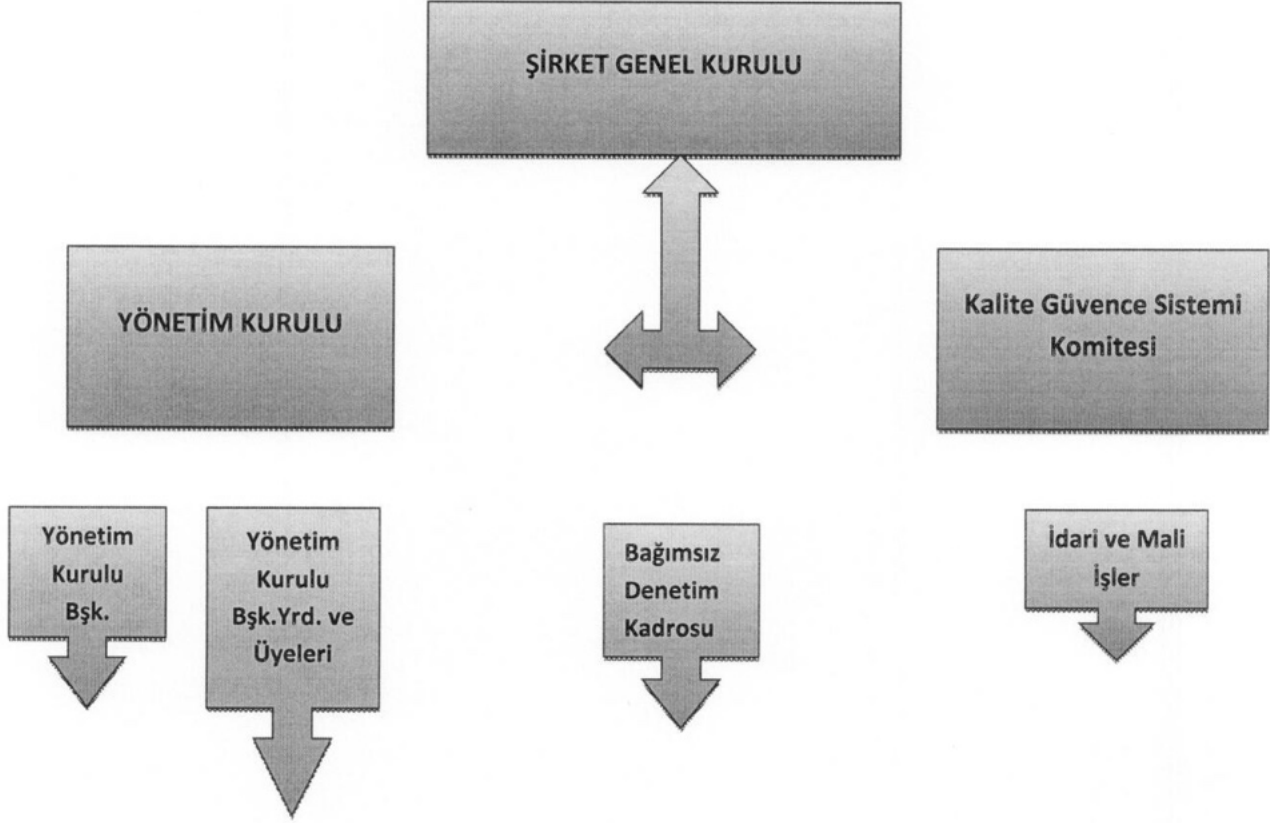 ŞİRKET GENEL KURULU
YÖNETİM KURULU
Kalite Güvence Sistemi
Komitesi
Yönetim
Kurulu
Bşk.
Yönetim
Kurulu
Bşk.Yrd. ve
Üyeleri
Bağımsız
Denetim
Kadrosu
İdari ve Mali
İşler